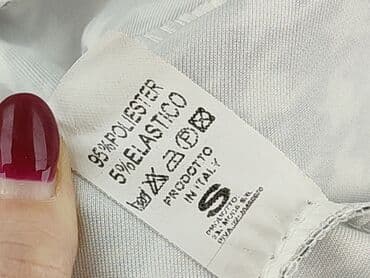 95% POLIESTER
5% ELASTICO
PRODOTTO
IN ITALY
S